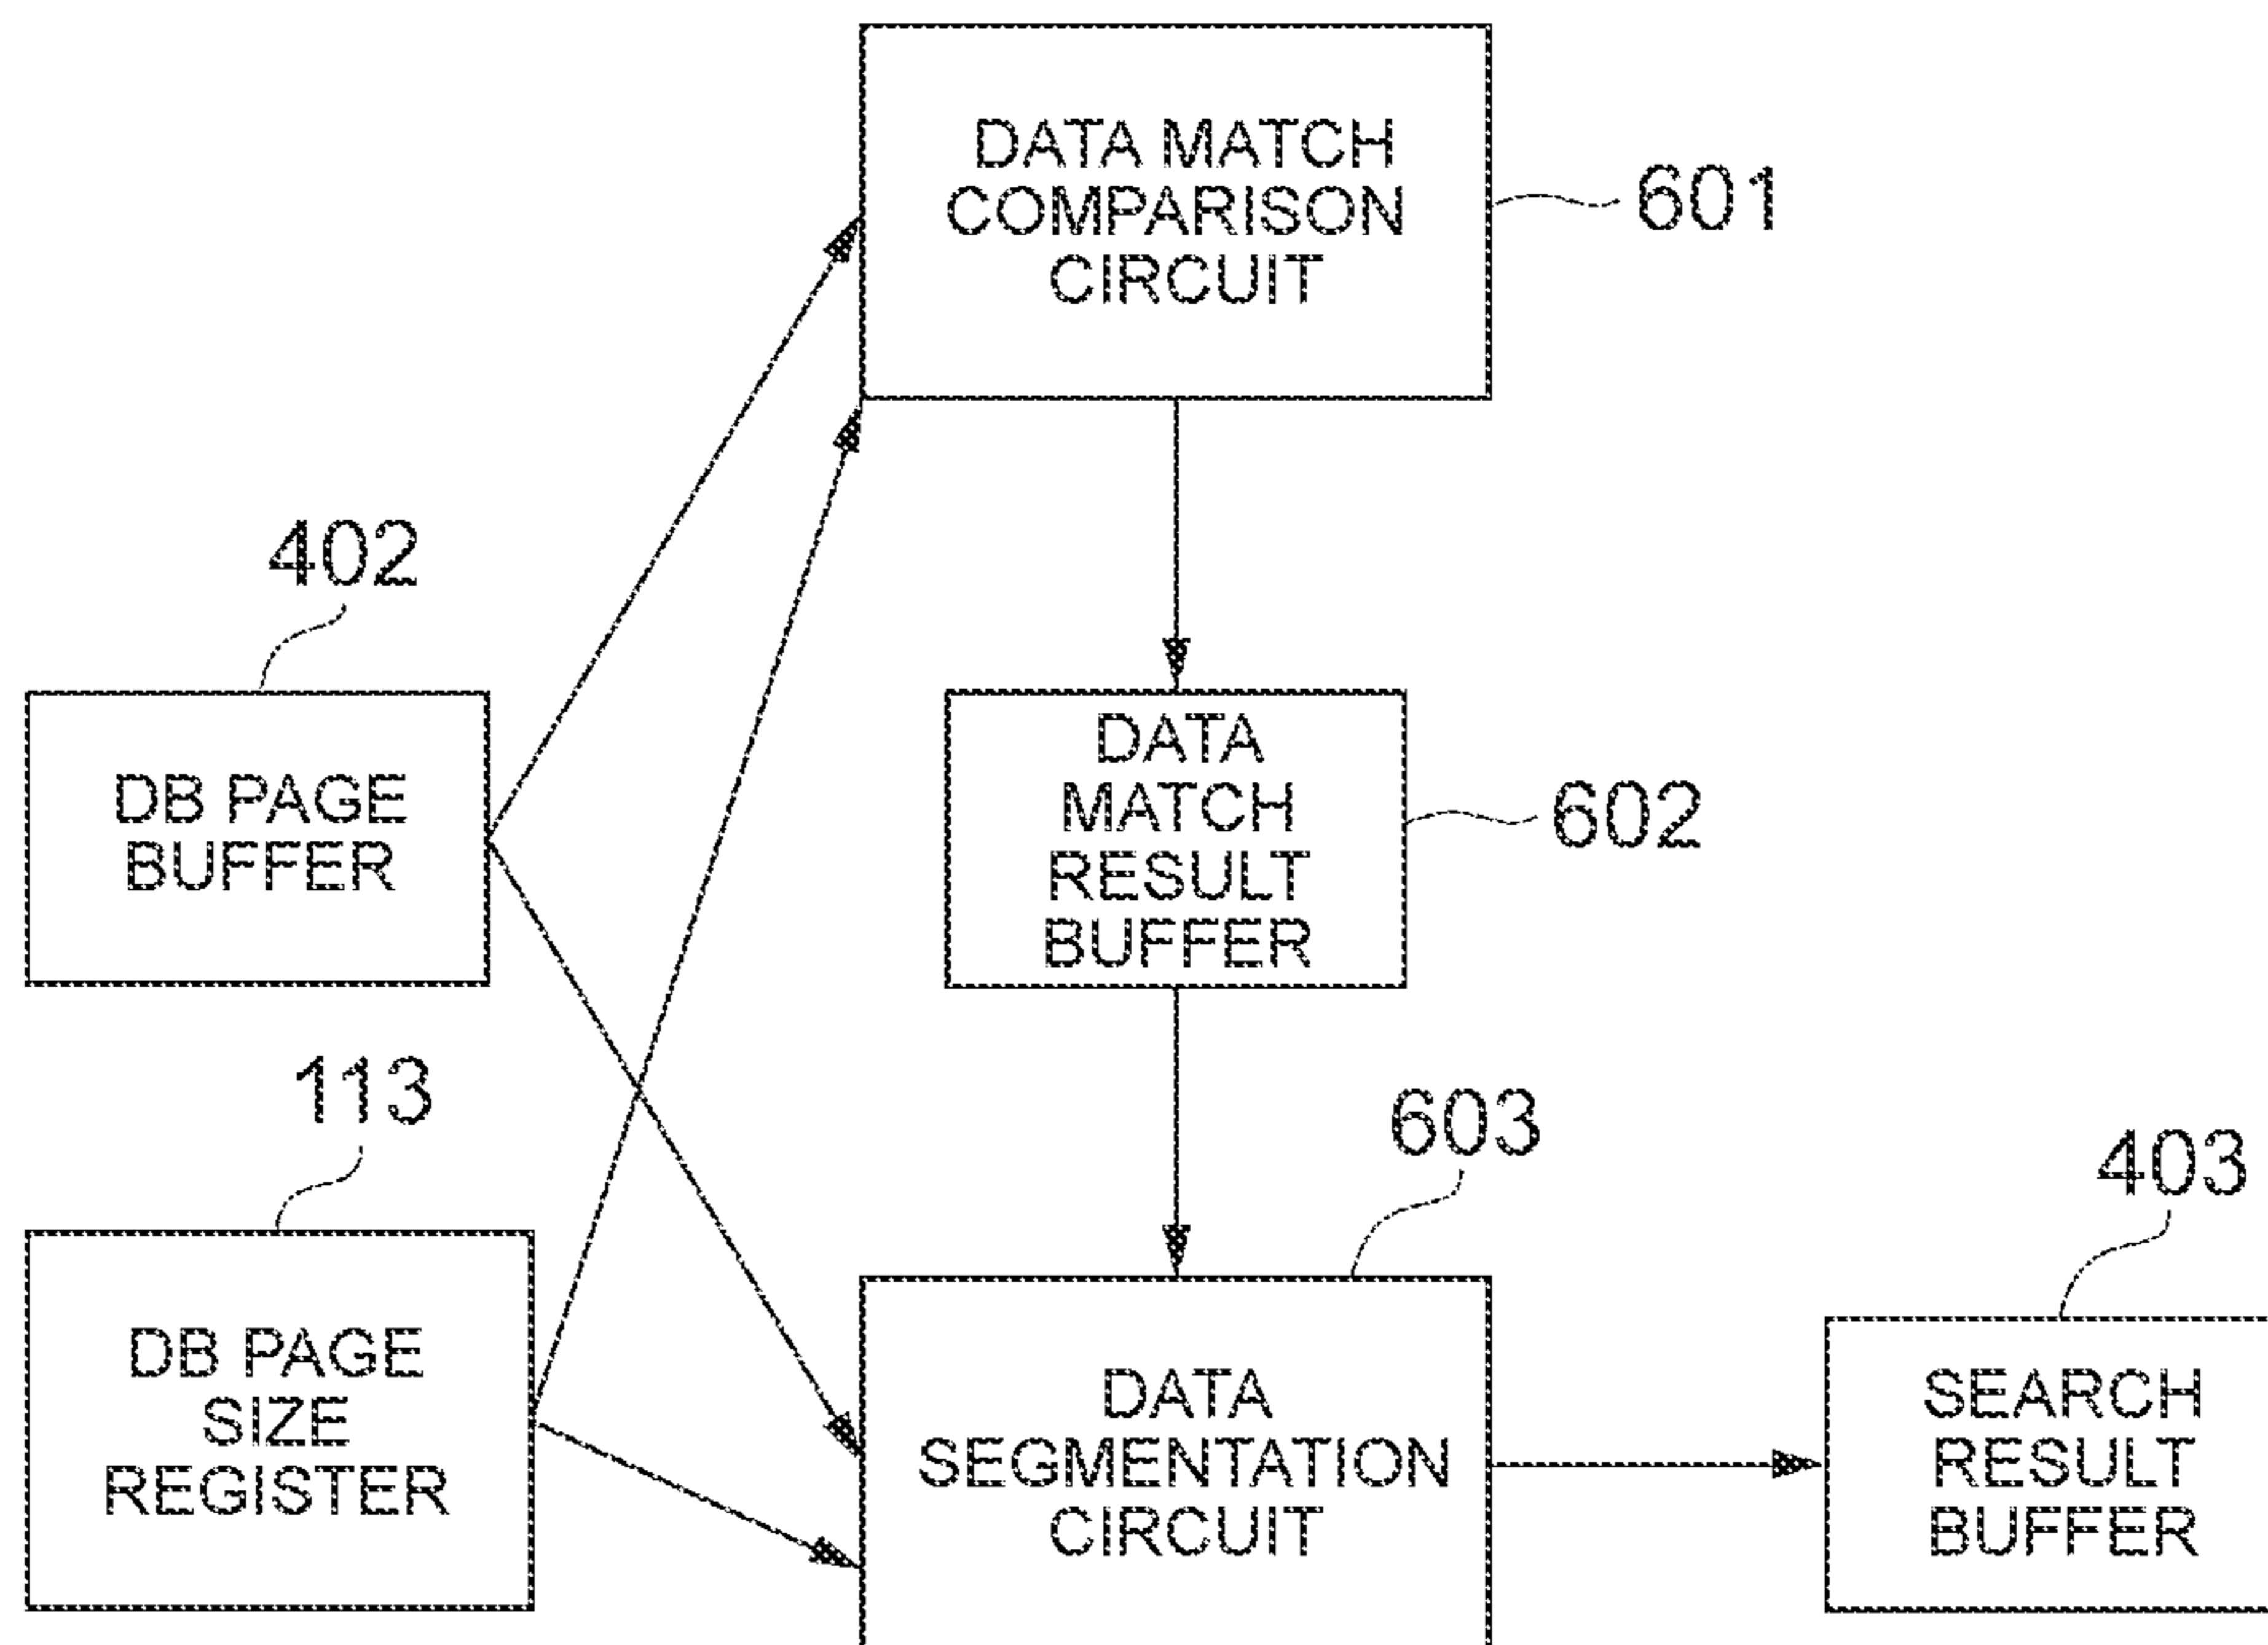 DATA MATCH
COMPARISON
CIRCUIT
601
402
DB PAGE
BUFFER
DATA
MATCH
RESULT
BUFFER
602
113
DB PAGE
SIZE
REGISTER
603
DATA
SEGMENTATION
CIRCUIT
403
SEARCH
RESULT
BUFFER